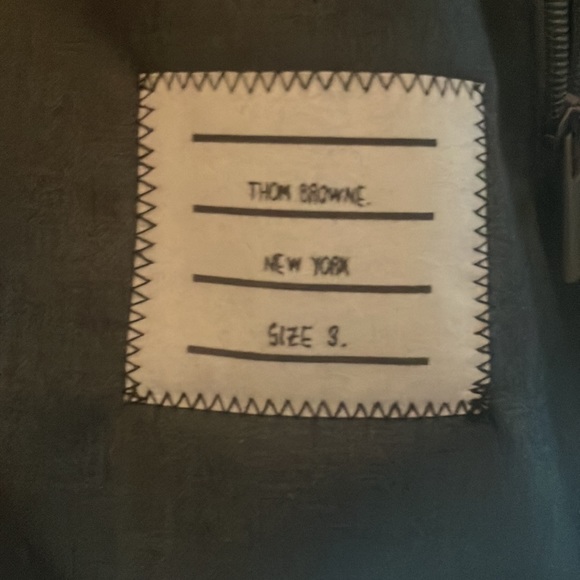 THOM BROWNE.
NEW YORK
SIZE 3.